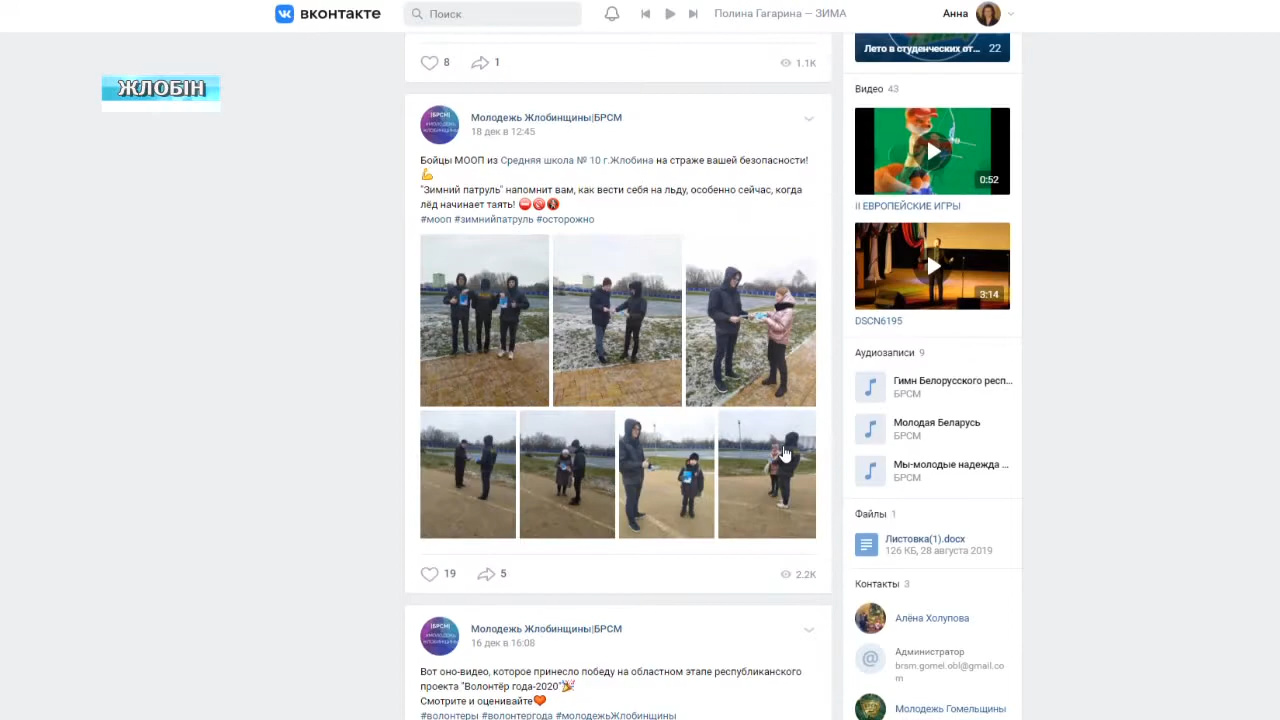 вконтакте
Поиск
Полина Гагарина — ЗИМА
Анна
ЖЛОБІН
8
1
1.1K
Молодежь Жлобинщины|БРСМ
18 дек в 12:45
Бойцы МООП из Средняя школа № 10 г.Жлобина на страже вашей безопасности!
"Зимний патруль" напомнит вам, как вести себя на льду, особенно сейчас, когда
лёд начинает таять!
#мооп #зимнийпатруль #осторожно
19
5
2.2K
|БРСМ|
Молодежь Жлобинщины|БРСМ
16 дек в 16:08
Вот оно-видео, которое принесло победу на областном этапе республиканского
проекта "Волонтёр года-2020"
Смотрите и оценивайте
#волонтеры #волонтергода #молодежьЖлобинщины
Лето в студенческих от... 22
Видео 43
0:52
II ЕВРОПЕЙСКИЕ ИГРЫ
3:14
DSCN6195
Аудиозаписи 9
Гимн Белорусского респ...
БРСМ
Молодая Беларусь
БРСМ
Мы-молодые надежда ...
БРСМ
Файлы 1
Листовка(1).docx
126 КБ, 28 августа 2019
Контакты 3
Алёна Холупова
Администратор
brsm.gomel.obl@gmail.co
m
Молодежь Гомельщины